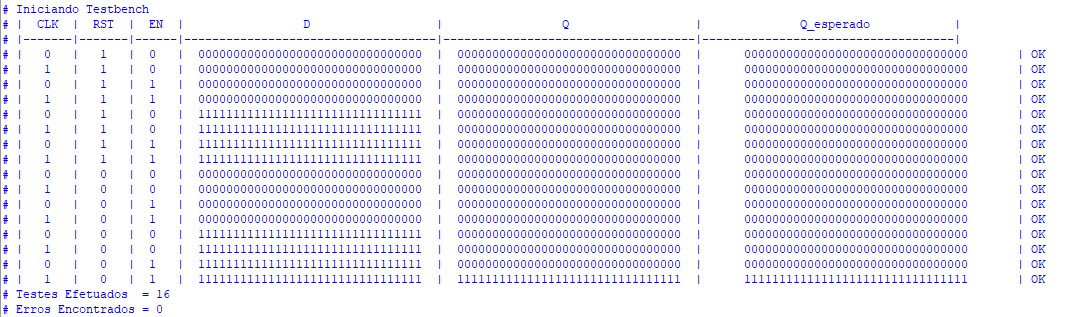 # Iniciando Testbench
# |  CLK  |  RST  |  EN  |                 D                  |                 Q                  |              Q_esperado            |
# |-------|-------|------|------------------------------------|------------------------------------|------------------------------------|
# |   0   |   1   |  0   |  00000000000000000000000000000000  |  00000000000000000000000000000000  |      00000000000000000000000000000000       | OK
# |   1   |   1   |  0   |  00000000000000000000000000000000  |  00000000000000000000000000000000  |      00000000000000000000000000000000       | OK
# |   0   |   1   |  1   |  00000000000000000000000000000000  |  00000000000000000000000000000000  |      00000000000000000000000000000000       | OK
# |   1   |   1   |  1   |  00000000000000000000000000000000  |  00000000000000000000000000000000  |      00000000000000000000000000000000       | OK
# |   0   |   1   |  0   |  11111111111111111111111111111111  |  00000000000000000000000000000000  |      00000000000000000000000000000000       | OK
# |   1   |   1   |  0   |  11111111111111111111111111111111  |  00000000000000000000000000000000  |      00000000000000000000000000000000       | OK
# |   0   |   1   |  1   |  11111111111111111111111111111111  |  00000000000000000000000000000000  |      00000000000000000000000000000000       | OK
# |   1   |   1   |  1   |  11111111111111111111111111111111  |  00000000000000000000000000000000  |      00000000000000000000000000000000       | OK
# |   0   |   0   |  0   |  00000000000000000000000000000000  |  00000000000000000000000000000000  |      00000000000000000000000000000000       | OK
# |   1   |   0   |  0   |  00000000000000000000000000000000  |  00000000000000000000000000000000  |      00000000000000000000000000000000       | OK
# |   0   |   0   |  1   |  00000000000000000000000000000000  |  00000000000000000000000000000000  |      00000000000000000000000000000000       | OK
# |   1   |   0   |  1   |  00000000000000000000000000000000  |  00000000000000000000000000000000  |      00000000000000000000000000000000       | OK
# |   0   |   0   |  0   |  11111111111111111111111111111111  |  00000000000000000000000000000000  |      00000000000000000000000000000000       | OK
# |   1   |   0   |  0   |  11111111111111111111111111111111  |  00000000000000000000000000000000  |      00000000000000000000000000000000       | OK
# |   0   |   0   |  1   |  11111111111111111111111111111111  |  00000000000000000000000000000000  |      00000000000000000000000000000000       | OK
# |   1   |   0   |  1   |  11111111111111111111111111111111  |  11111111111111111111111111111111  |      11111111111111111111111111111111       | OK
# Testes Efetuados  = 16
# Erros Encontrados = 0